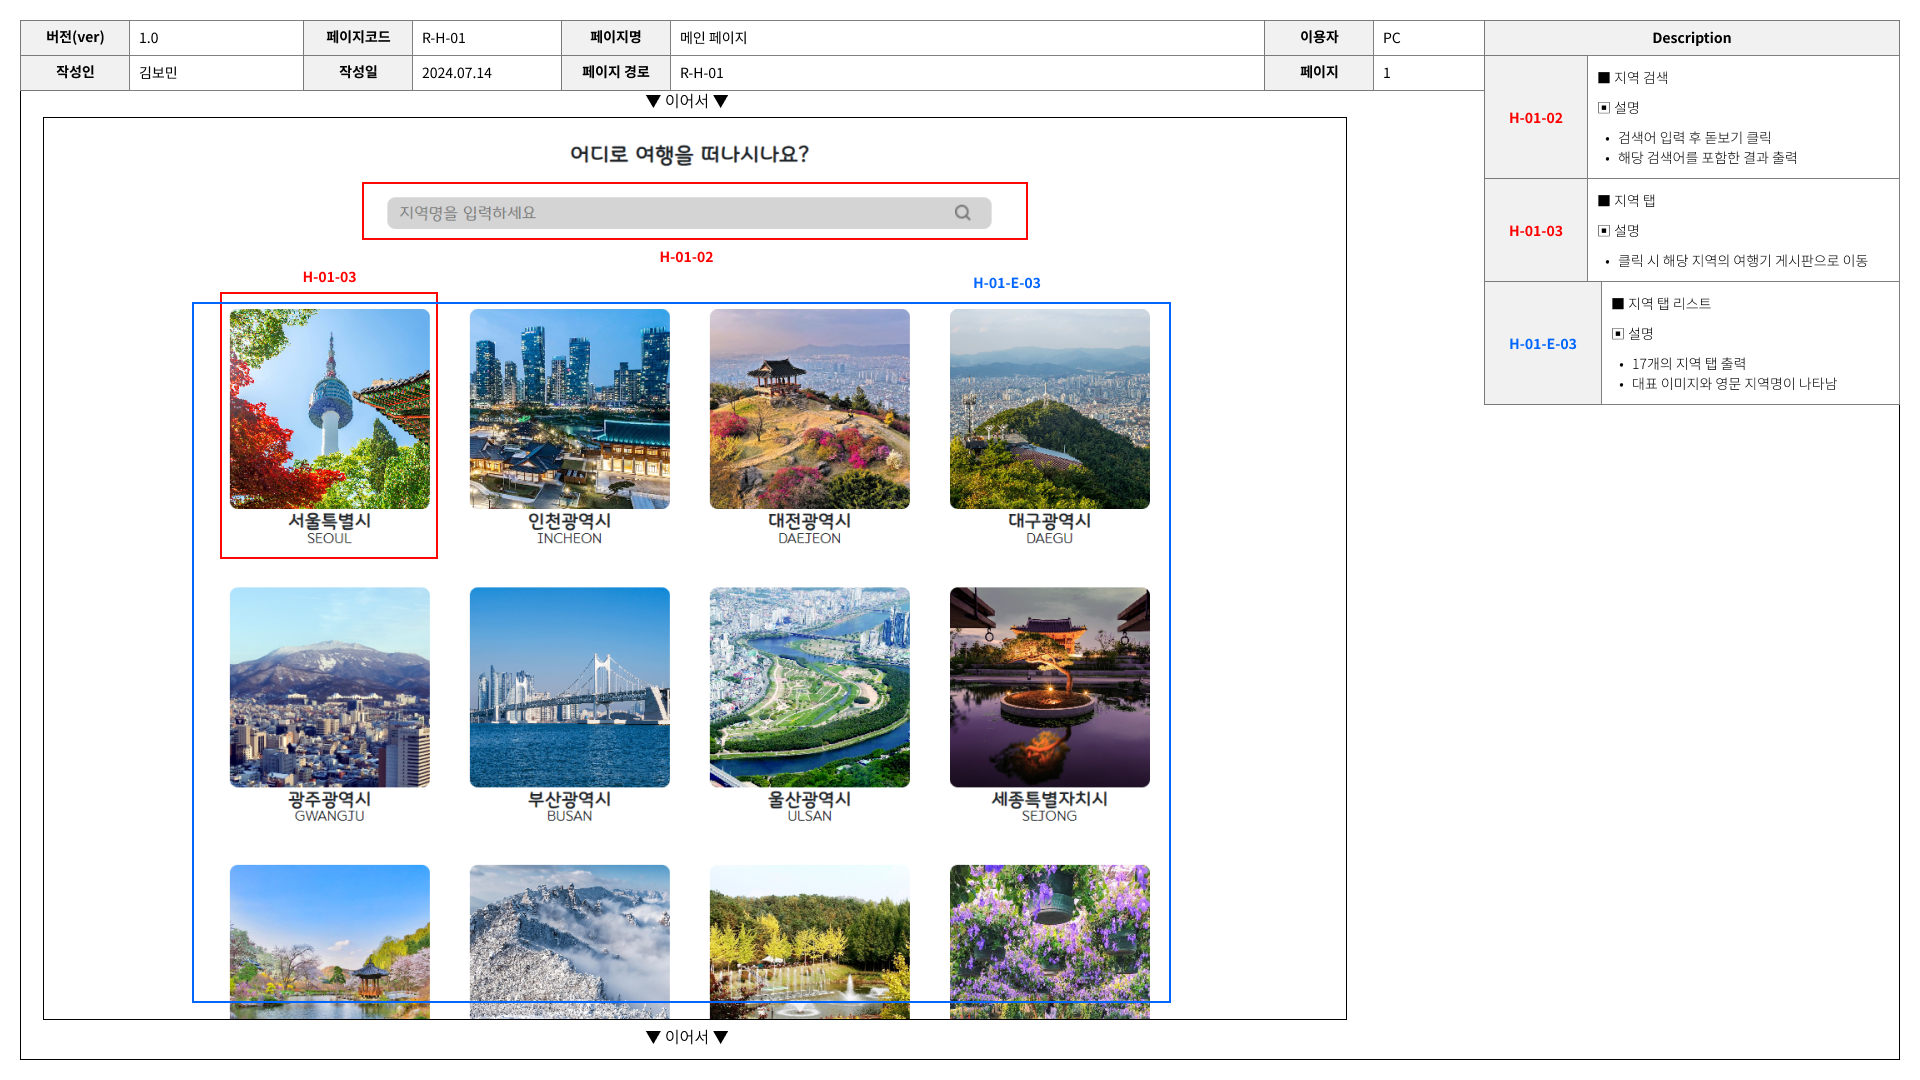 버전(ver) 1.0 페이지코드 R-H-01 페이지명 메인 페이지 이용자 PC
작성인 김보민 작성일 2024.07.14 페이지 경로 R-H-01 페이지 1
▼ 이어서 ▼
어디로 여행을 떠나시나요?
지역명을 입력하세요
H-01-02
H-01-03
H-01-E-03
서울특별시
SEOUL
인천광역시
INCHEON
대전광역시
DAEJEON
대구광역시
DAEGU
광주광역시
GWANGJU
부산광역시
BUSAN
울산광역시
ULSAN
세종특별자치시
SEJONG
▼ 이어서 ▼
Description
H-01-02
■ 지역 검색
▣ 설명
• 검색어 입력 후 돋보기 클릭
• 해당 검색어를 포함한 결과 출력
H-01-03
■ 지역 탭
▣ 설명
• 클릭 시 해당 지역의 여행기 게시판으로 이동
H-01-E-03
■ 지역 탭 리스트
▣ 설명
• 17개의 지역 탭 출력
• 대표 이미지와 영문 지역명이 나타남